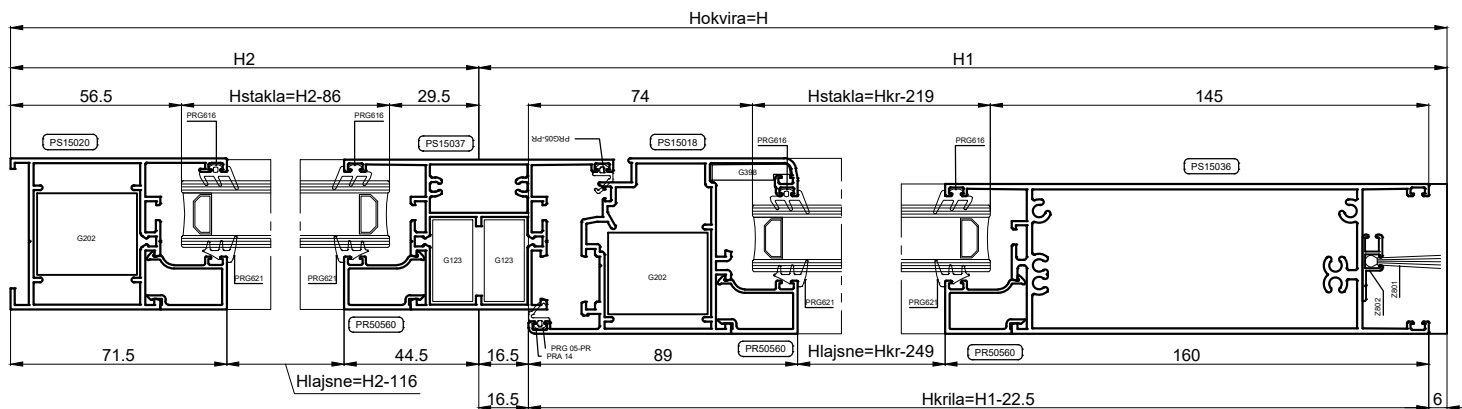 Hokvira=H
H2
H1
56.5
Hstakla=H2-86
29.5
74
Hstakla=Hkr-219
145
PRG616
PRG616
PS15020
PS15037
PRG05-PR
PS15018
PRG616
PRG616
PS15036
G398
G202
G123
G123
G202
PRG621
PRG621
PRG621
PRG621
Z802
Z801
PR50560
PRG 05-PR
PRA 14
PR50560
PR50560
71.5
44.5
16.5
89
Hlajsne=Hkr-249
160
Hlajsne=H2-116
16.5
Hkrila=H1-22.5
6